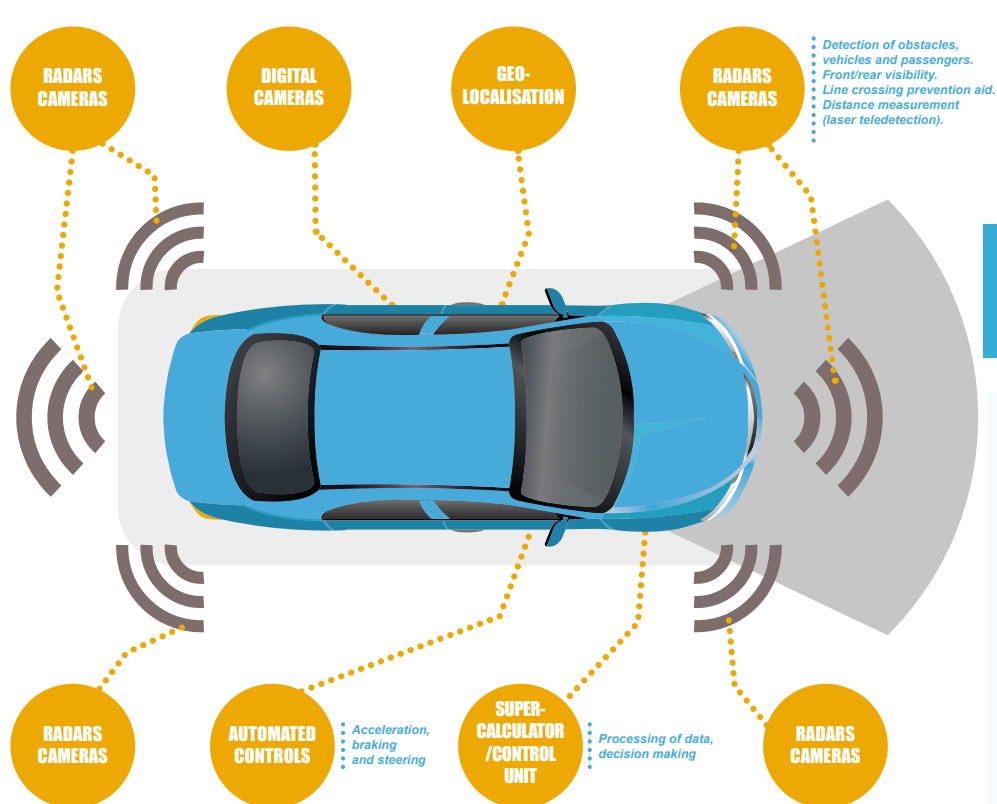 RADARS
CAMERAS
DIGITAL
CAMERAS
GEO-
LOCALISATION
RADARS
CAMERAS
Detection of obstacles,
vehicles and passengers.
Front/rear visibility.
Line crossing prevention aid.
Distance measurement
(laser teledetection).
RADARS
CAMERAS
AUTOMATED
CONTROLS
Acceleration,
braking
and steering
SUPER-
CALCULATOR
/CONTROL
UNIT
Processing of data,
decision making
RADARS
CAMERAS